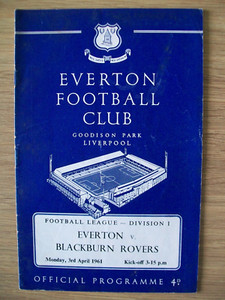 EVERTON
FOOTBALL
CLUB
GOODISON PARK
LIVERPOOL
FOOTBALL LEAGUE — DIVISION 1
EVERTON v.
BLACKBURN ROVERS
Monday, 3rd April 1961 Kick-off 3-15 p.m
OFFICIAL PROGRAMME 4D